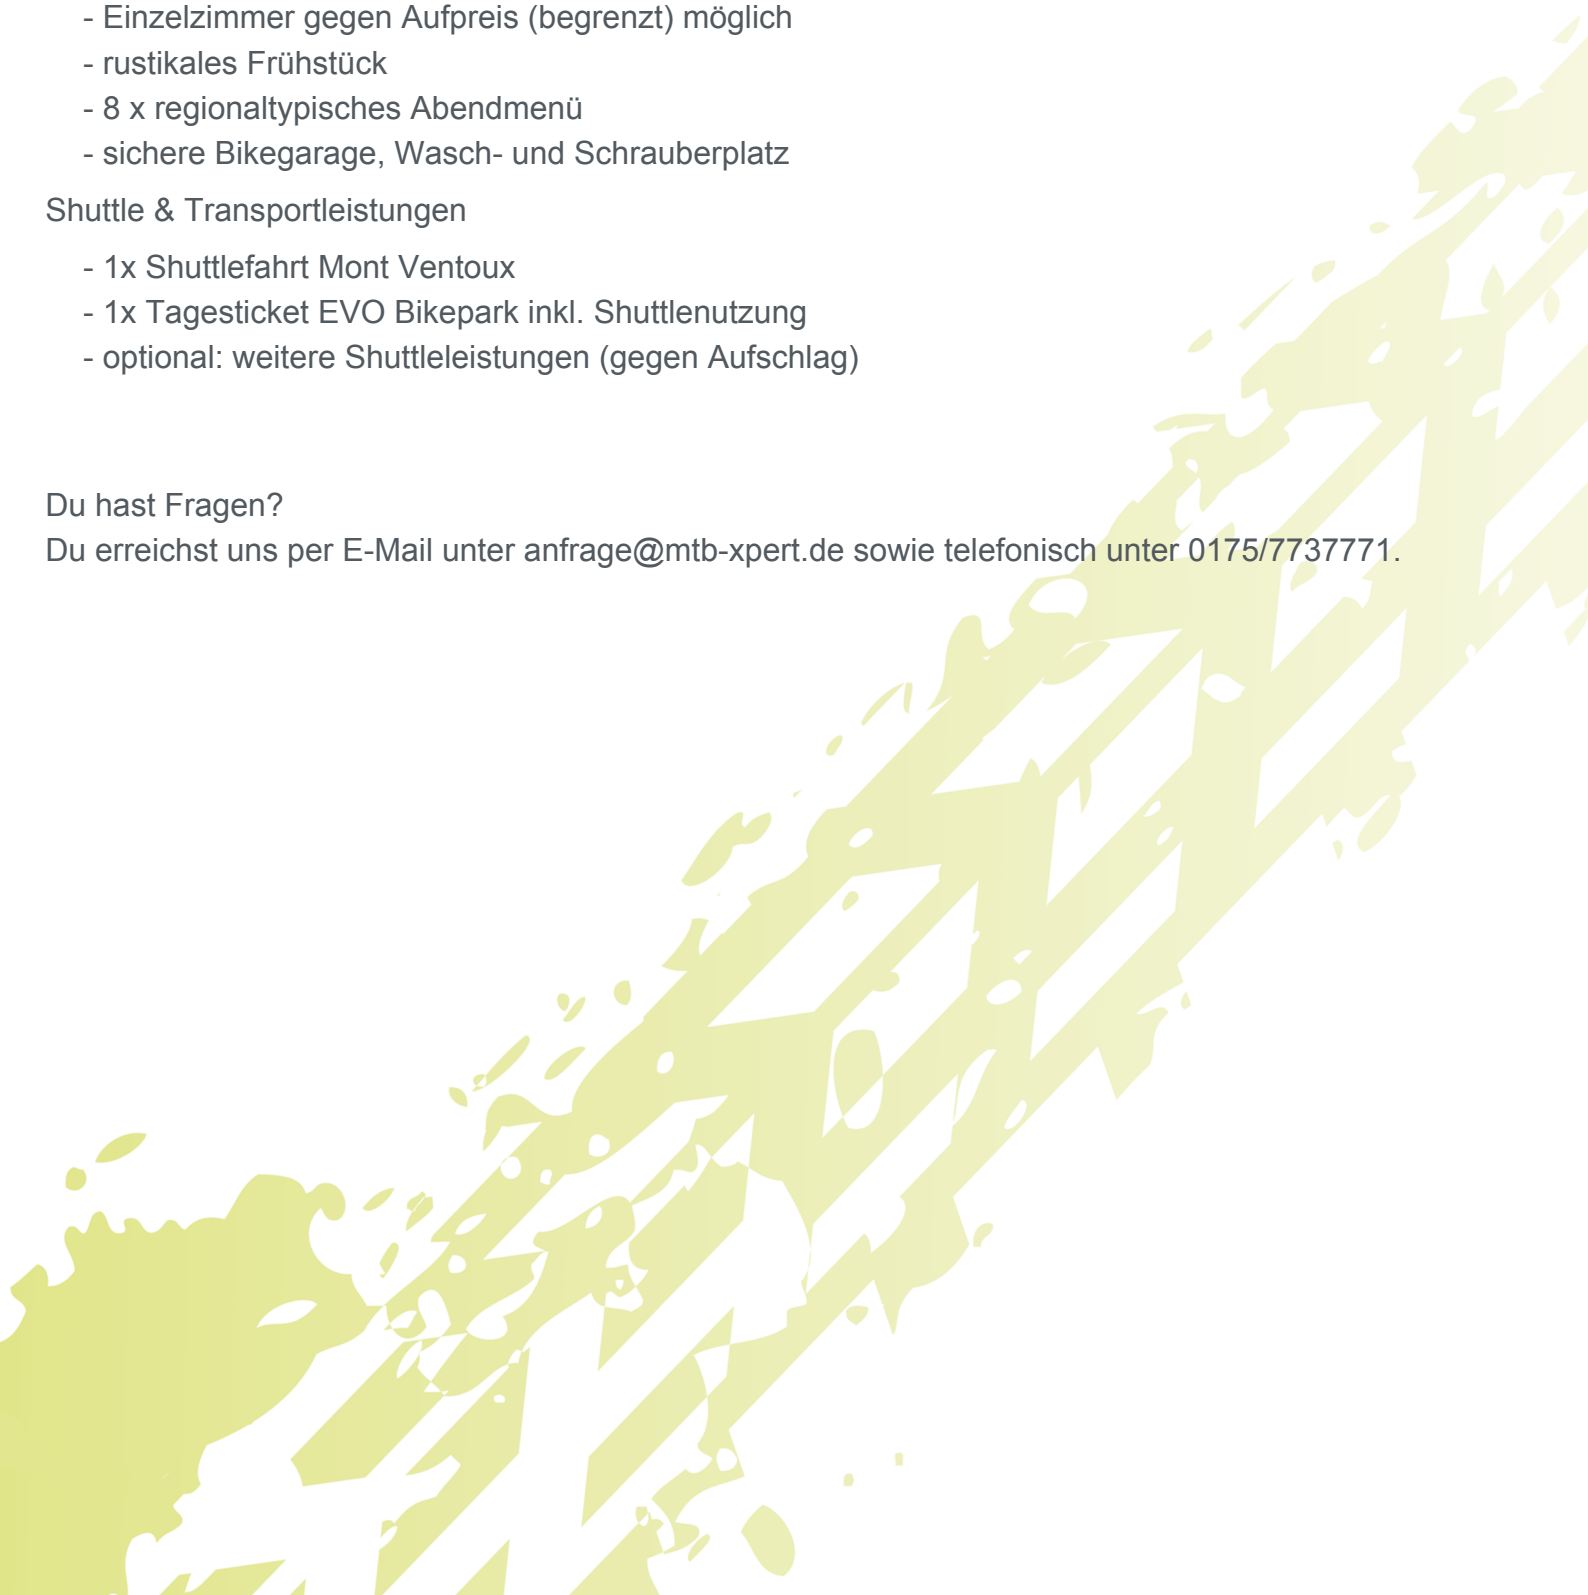 - Einzelzimmer gegen Aufpreis (begrenzt) möglich
- rustikales Frühstück
- 8 x regionaltypisches Abendmenü
- sichere Bikegarage, Wasch- und Schrauberplatz
Shuttle & Transportleistungen
- 1x Shuttlefahrt Mont Ventoux
- 1x Tagesticket EVO Bikepark inkl. Shuttlenutzung
- optional: weitere Shuttleleistungen (gegen Aufschlag)
Du hast Fragen?
Du erreichst uns per E-Mail unter anfrage@mtb-xpert.de sowie telefonisch unter 0175/7737771.